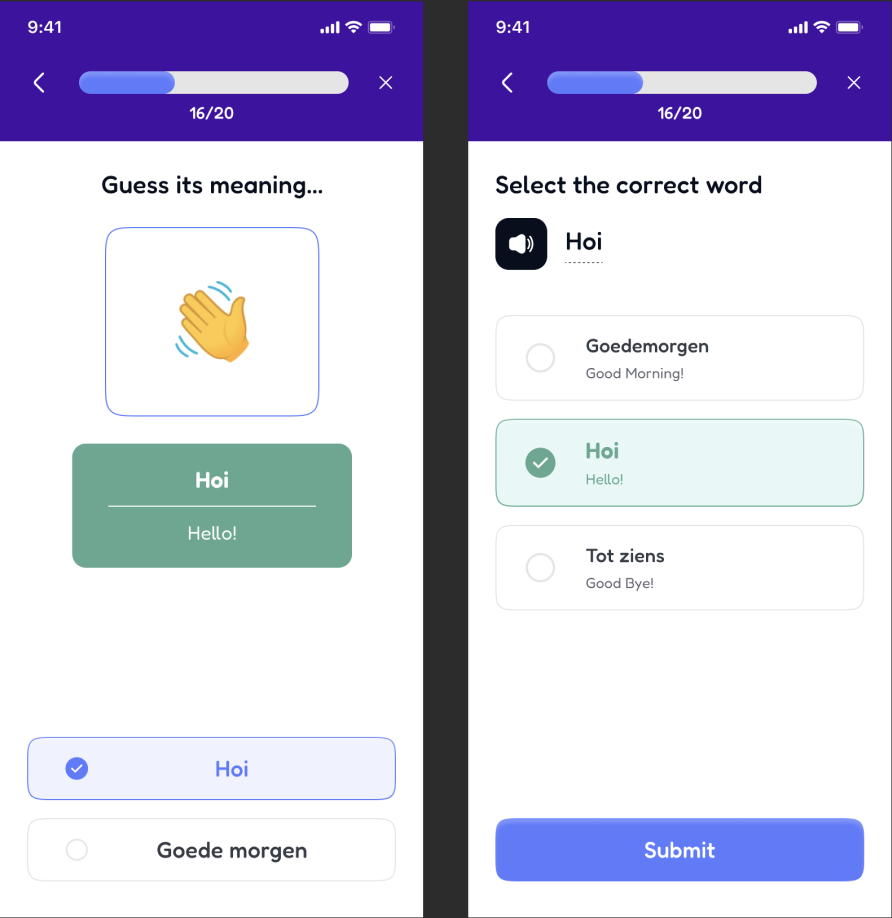 9:41
16/20
Guess its meaning...
Hoi
Hello!
Hoi
Goede morgen
9:41
16/20
Select the correct word
Hoi
Goedemorgen
Good Morning!
Hoi
Hello!
Tot ziens
Good Bye!
Submit